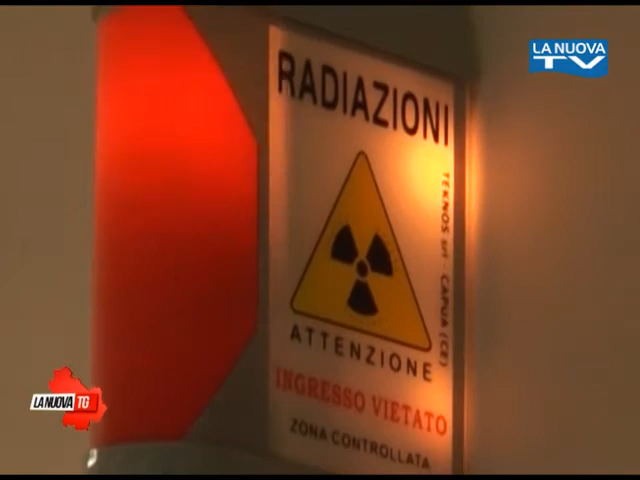 LA NUOVA
TV
RADIAZIONI
TEKNOS srl - CAPUA (CE)
ATTENZIONE
INGRESSO VIETATO
ZONA CONTROLLATA
LA NUOVA TG